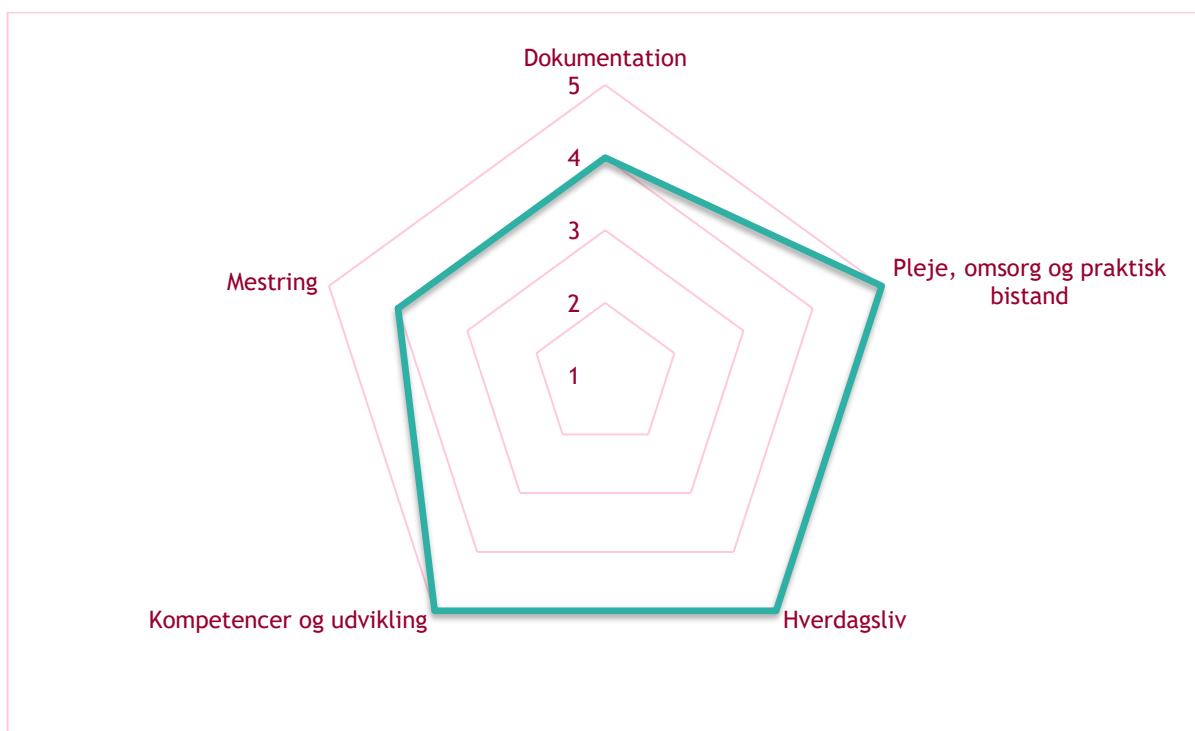 Dokumentation
5
4
3
2
1
Pleje, omsorg og praktisk
bistand
Hverdagsliv
Kompetencer og udvikling
Mestring